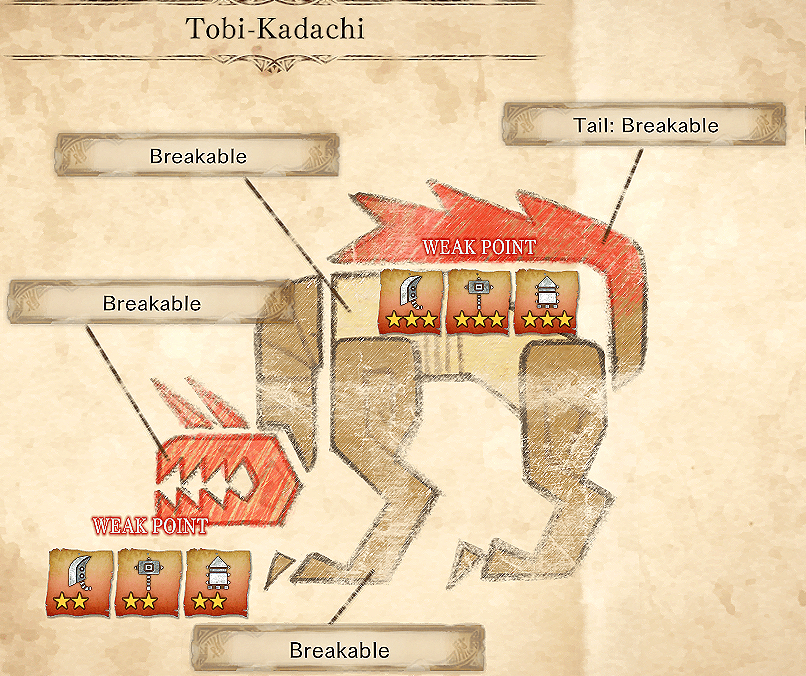 Tobi-Kadachi
Tail: Breakable
Breakable
WEAK POINT
Breakable
WEAK POINT
Breakable